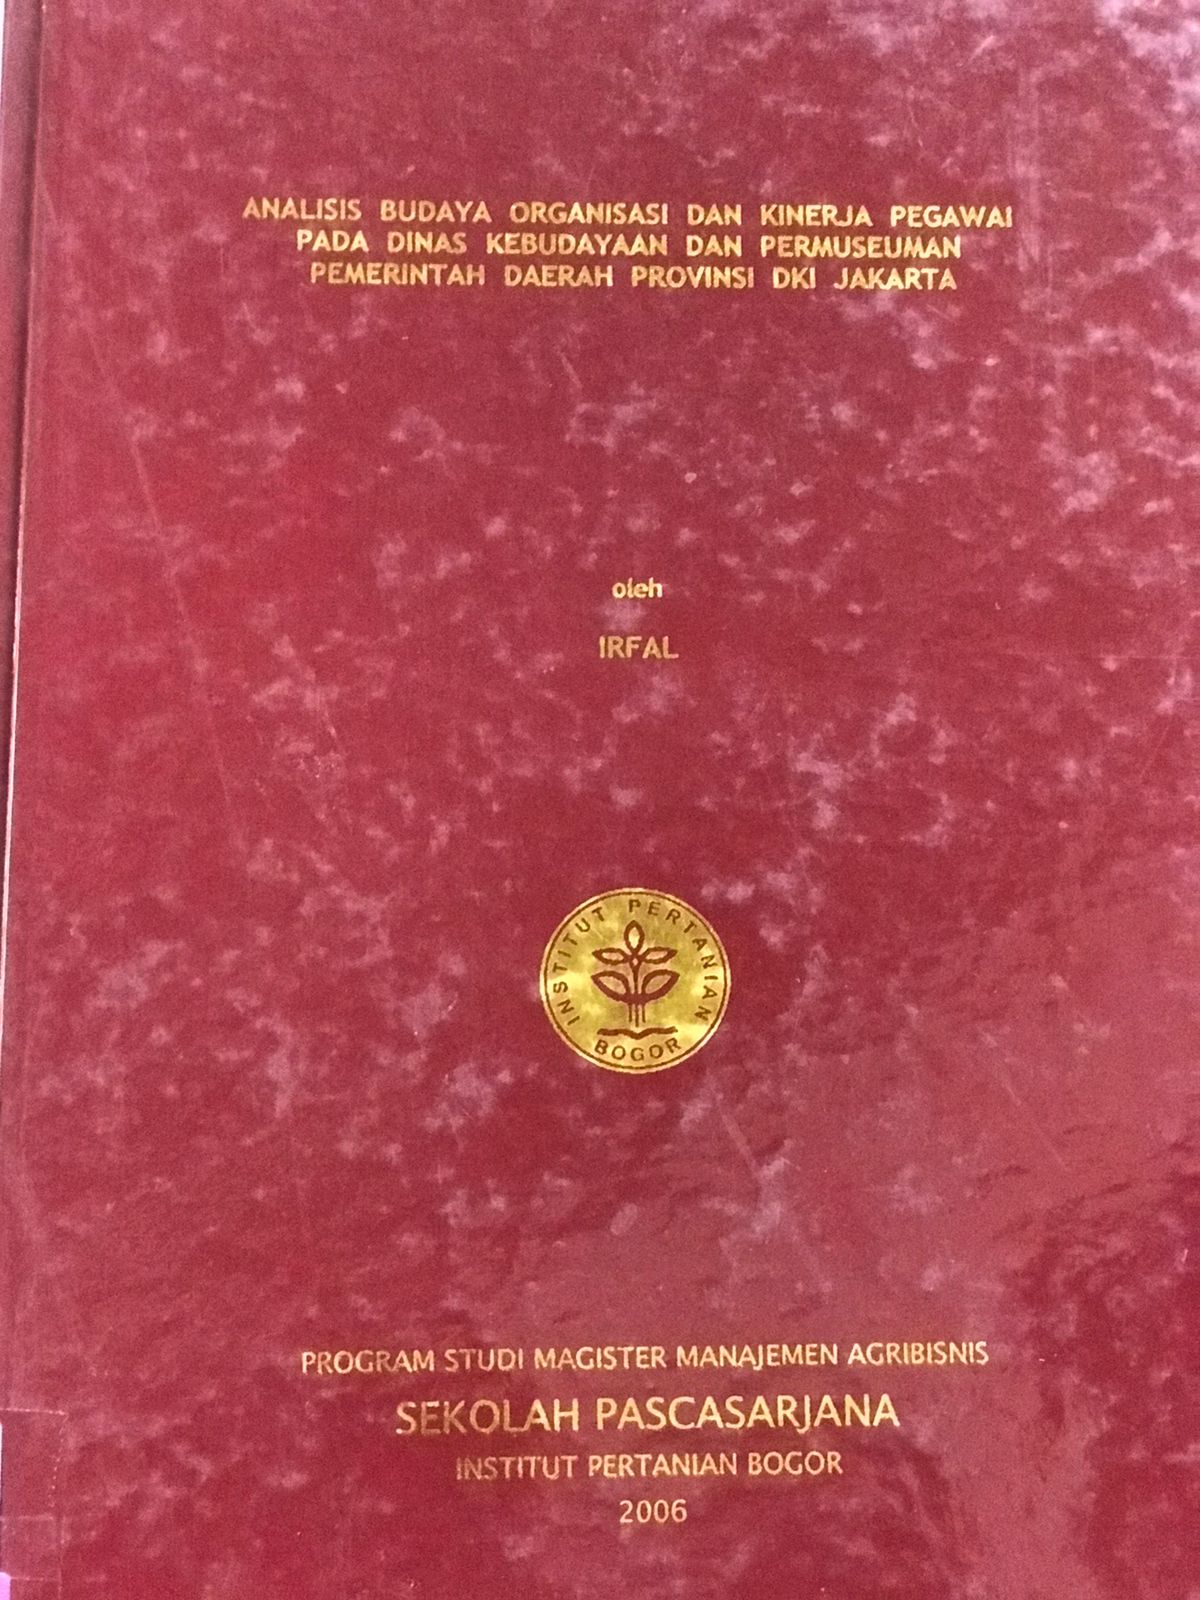 ANALISIS BUDAYA ORGANISASI DAN KINERJA PEGAWAI
PADA DINAS KEBUDAYAAN DAN PERMUSEUMAN
PEMERINTAH DAERAH PROVINSI DKI JAKARTA
oleh
IRFAL
INSTITUT PERTANIAN
BOGOR
PROGRAM STUDI MAGISTER MANAJEMEN AGRIBISNIS
SEKOLAH PASCASARJANA
INSTITUT PERTANIAN BOGOR
2006